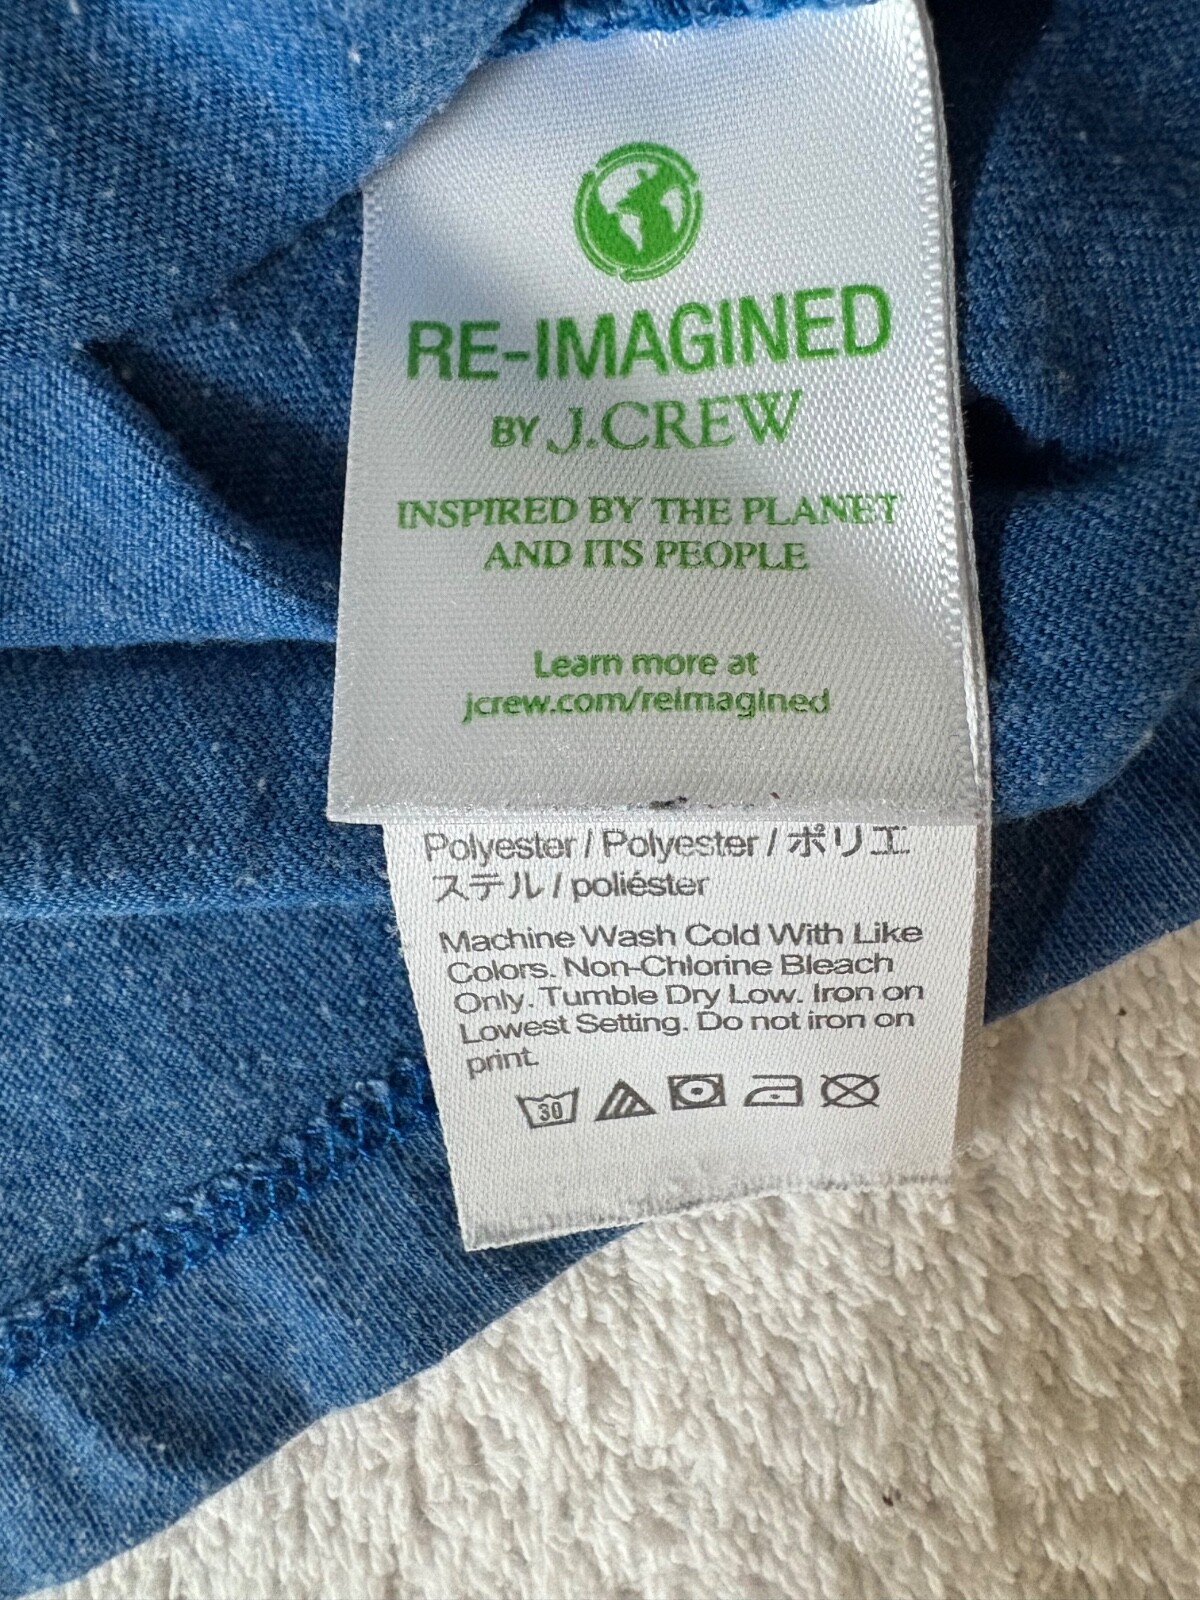 RE-IMAGINED
BY J.CREW
INSPIRED BY THE PLANET
AND ITS PEOPLE
Learn more at
jcrew.com/reimagined
Polyester / Polyester / ポリエ
ステル / poliéster
Machine Wash Cold With Like
Colors. Non-Chlorine Bleach
Only. Tumble Dry Low. Iron on
Lowest Setting. Do not iron on
print.
30